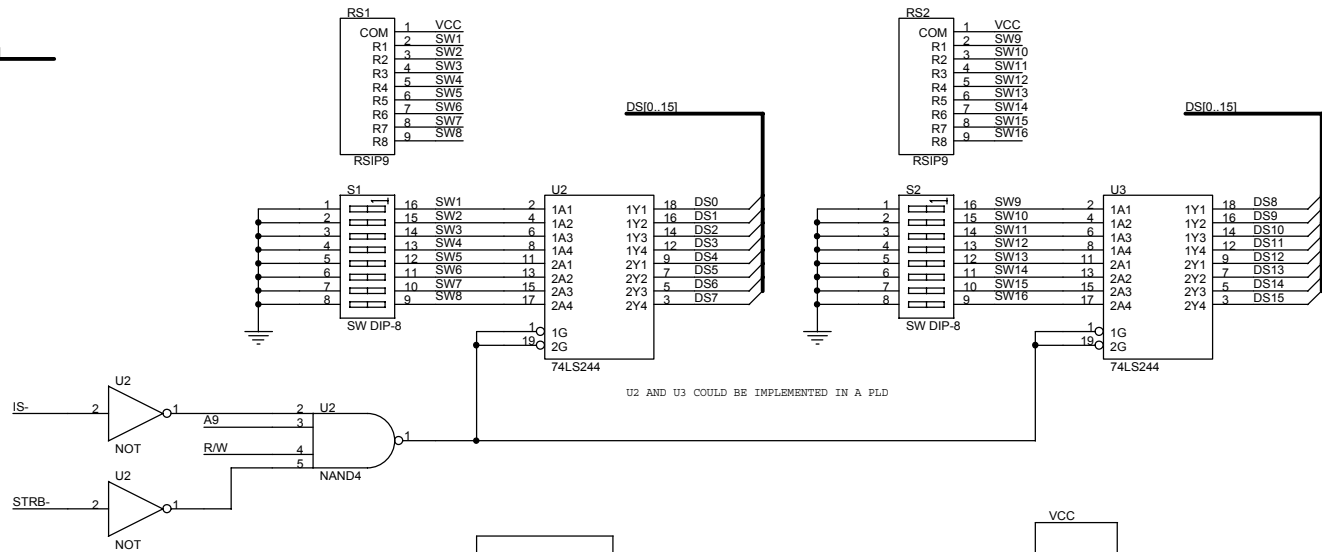 RS1
COM 1 VCC
R1 2 SW1
R2 3 SW2
R3 4 SW3
R4 5 SW4
R5 6 SW5
R6 7 SW6
R7 8 SW7
R8 9 SW8
RSIP9
DS[0..15]
RS2
COM 1 VCC
R1 2 SW9
R2 3 SW10
R3 4 SW11
R4 5 SW12
R5 6 SW13
R6 7 SW14
R7 8 SW15
R8 9 SW16
RSIP9
DS[0..15]
S1 U2
1 16 SW1 2 1A1 1Y1 18 DS0
2 15 SW2 4 1A2 1Y2 16 DS1
3 14 SW3 6 1A3 1Y3 14 DS2
4 13 SW4 8 1A4 1Y4 12 DS3
5 12 SW5 11 2A1 2Y1 9 DS4
6 11 SW6 13 2A2 2Y2 7 DS5
7 10 SW7 15 2A3 2Y3 5 DS6
8 9 SW8 17 2A4 2Y4 3 DS7
SW DIP-8
1 1G
19 2G
74LS244
S2 U3
1 16 SW9 2 1A1 1Y1 18 DS8
2 15 SW10 4 1A2 1Y2 16 DS9
3 14 SW11 6 1A3 1Y3 14 DS10
4 13 SW12 8 1A4 1Y4 12 DS11
5 12 SW13 11 2A1 2Y1 9 DS12
6 11 SW14 13 2A2 2Y2 7 DS13
7 10 SW15 15 2A3 2Y3 5 DS14
8 9 SW16 17 2A4 2Y4 3 DS15
SW DIP-8
1 1G
19 2G
74LS244
U2 AND U3 COULD BE IMPLEMENTED IN A PLD
U2
IS- 2 1
NOT
U2
2
A9 3
R/W 4
5
1
NAND4
U2
STRB- 2 1
NOT
VCC